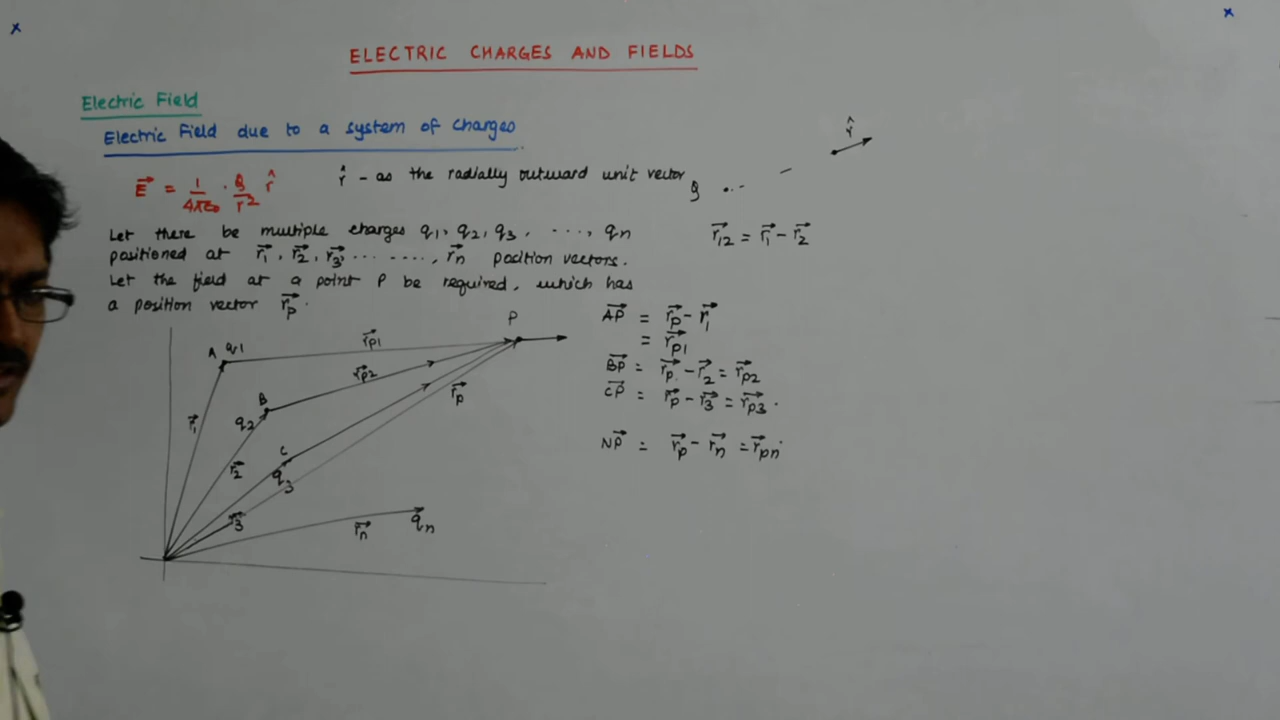 x
x
ELECTRIC CHARGES AND FIELDS
Electric Field
Electric Field due to a system of charges
E⃗ = 1/4πε₀ · Q/r² r̂
r̂ - as the radially outward unit vector
r̂
Q
r⃗12 = r⃗1 - r⃗2
Let there be multiple charges q1, q2, q3, ....., qn
positioned at r⃗1, r⃗2, r⃗3, ... ...., r⃗n position vectors.
Let the field at a point P be required, which has
a position vector r⃗p.
A q1
r⃗p1
P
B
q2
r⃗p2
r⃗p
r⃗1
C
q3
r⃗2
r⃗3
r⃗n
qn
AP⃗ = r⃗p - r⃗1
= r⃗p1
BP⃗ = r⃗p - r⃗2 = r⃗p2
CP⃗ = r⃗p - r⃗3 = r⃗p3.
NP⃗ = r⃗p - r⃗n = r⃗pn.